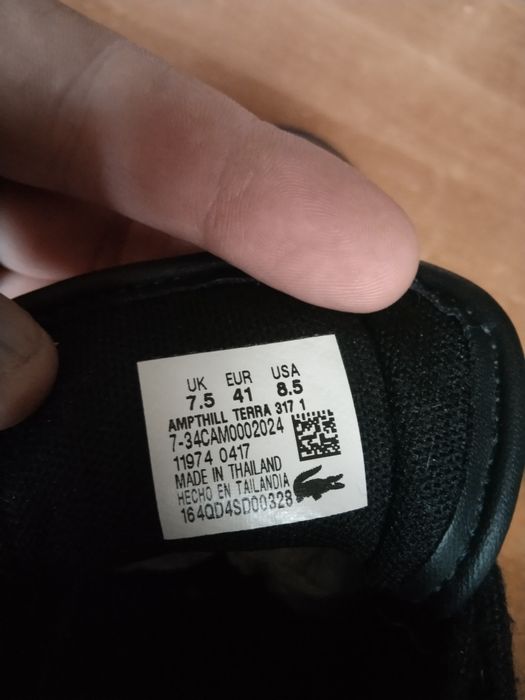 UK EUR USA
7.5 41 8.5
AMPTHILL TERRA 317 1
7-34CAM0002024
11974 0417
MADE IN THAILAND
HECHO EN TAILANDIA
164QD4SD00328